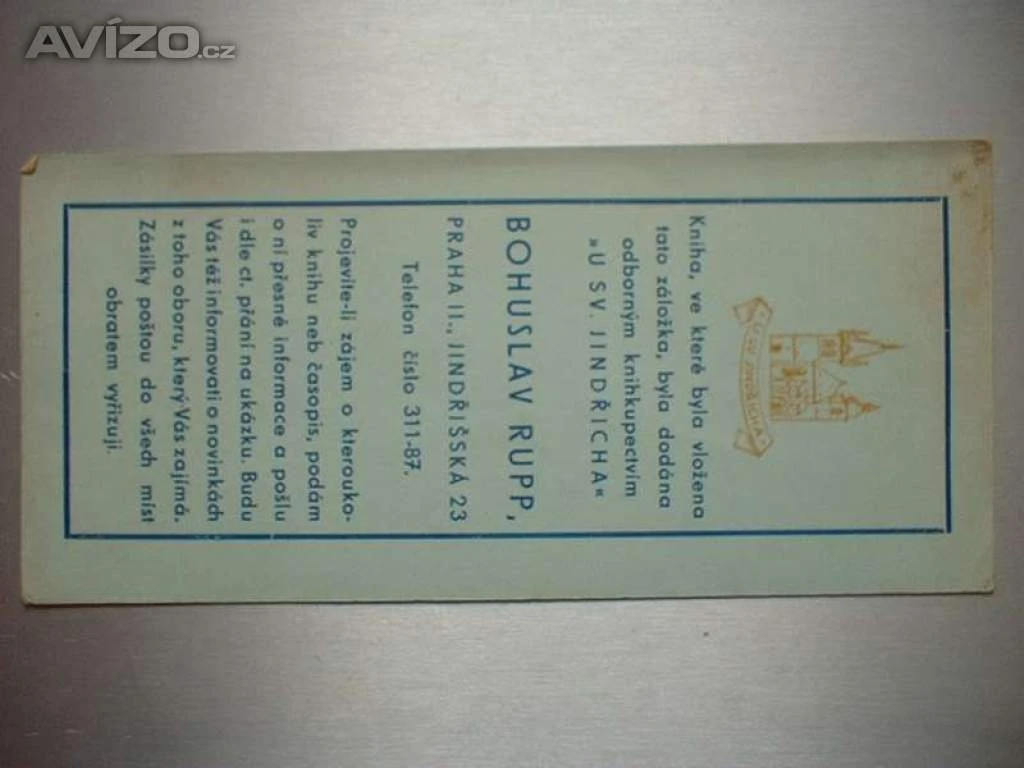 AVÍZO.cz
Kniha, ve které byla vložena
tato záložka, byla dodána
odborným knihkupectvím
»U SV. JINDŘICHA«
BOHUSLAV RUPP,
PRAHA II., JINDŘIŠSKÁ 23
Telefon číslo 311-87.
Projevíte-li zájem o kterouko-
liv knihu neb časopis, podám
o ní přesné informace a pošlu
i dle ct. přání na ukázku. Budu
Vás též informovati o novinkách
z toho oboru, který Vás zajímá.
Zásilky poštou do všech míst
obratem vyřizuji.